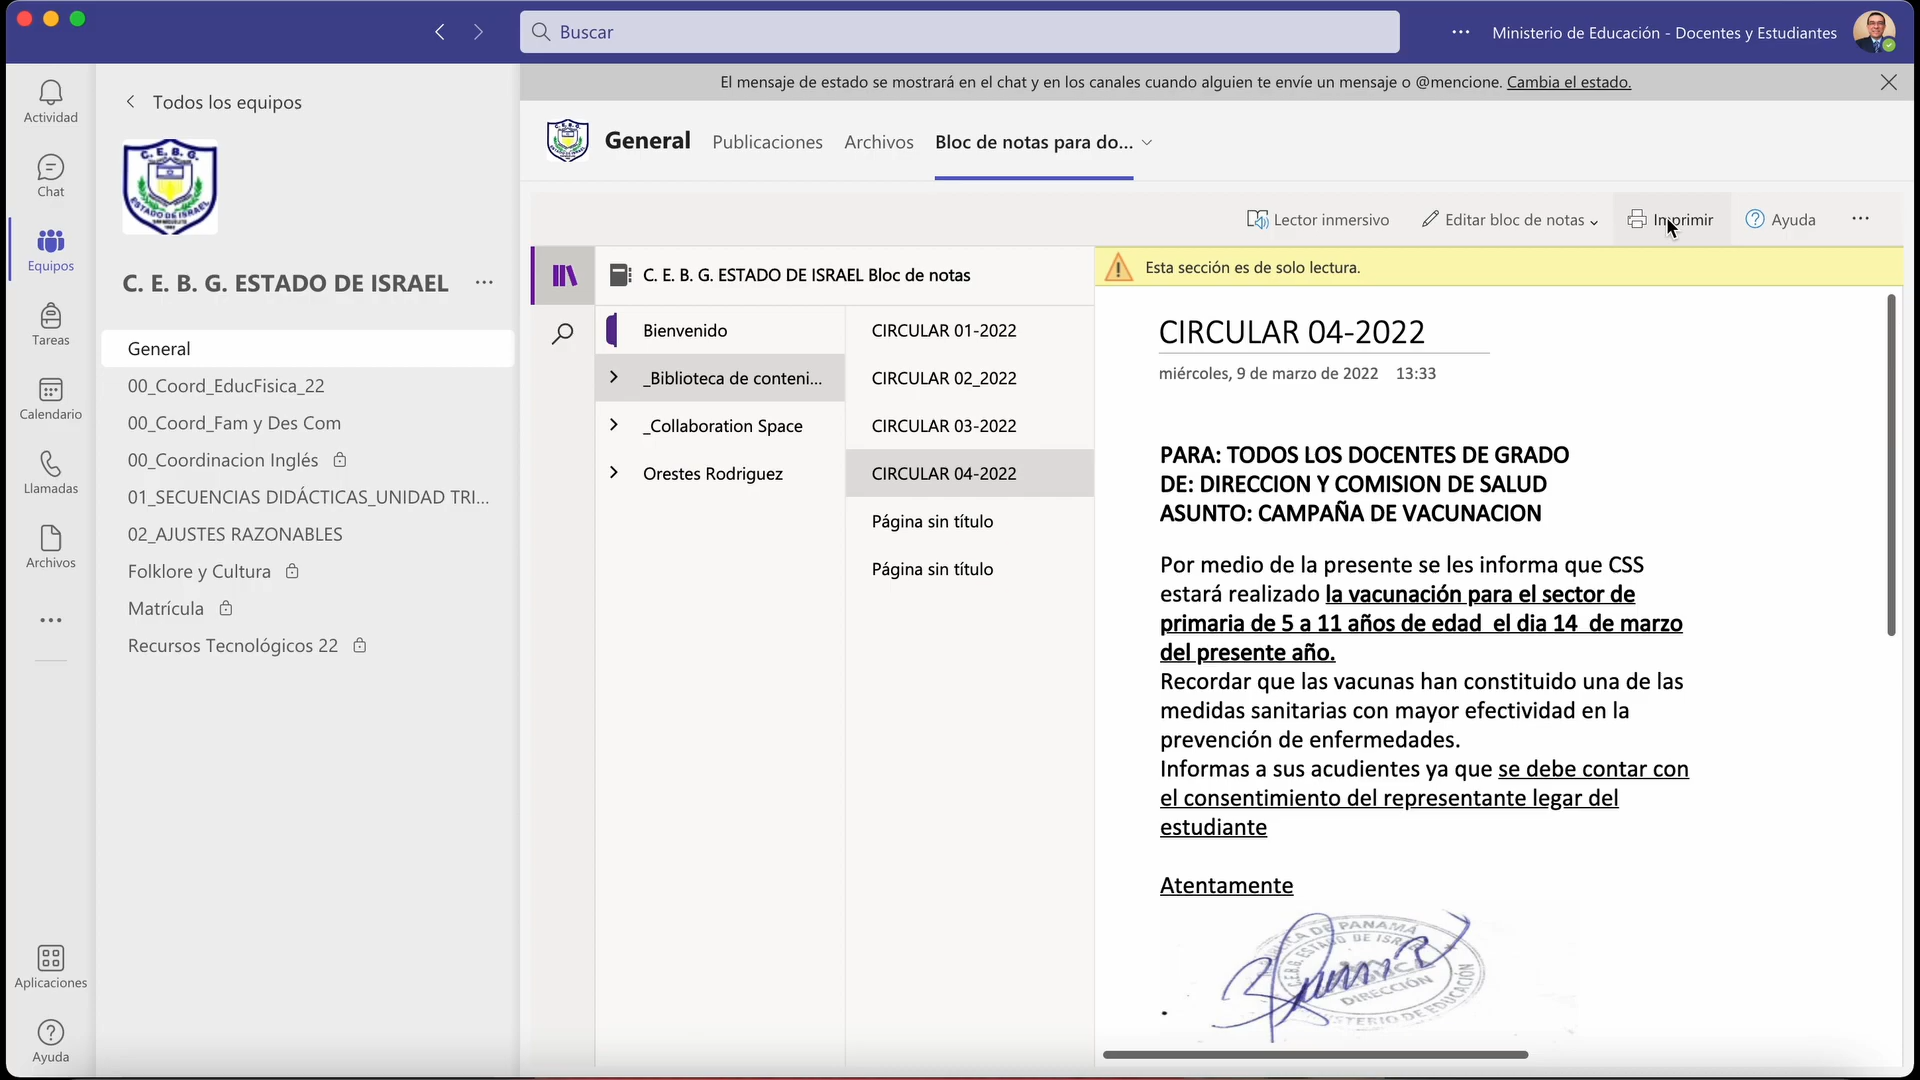 Buscar
Ministerio de Educación - Docentes y Estudiantes
El mensaje de estado se mostrará en el chat y en los canales cuando alguien te envíe un mensaje o @mencione. Cambia el estado.
Actividad
Chat
Equipos
Tareas
Calendario
Llamadas
Archivos
Aplicaciones
Ayuda
Todos los equipos
C. E. B. G.
ESTADO DE ISRAEL
C. E. B. G. ESTADO DE ISRAEL
General
00_Coord_EducFisica_22
00_Coord_Fam y Des Com
00_Coordinacion Inglés
01_SECUENCIAS DIDÁCTICAS_UNIDAD TRI...
02_AJUSTES RAZONABLES
Folklore y Cultura
Matrícula
Recursos Tecnológicos 22
General
Publicaciones
Archivos
Bloc de notas para do...
Lector inmersivo
Editar bloc de notas
Imprimir
Ayuda
C. E. B. G. ESTADO DE ISRAEL Bloc de notas
Bienvenido
_Biblioteca de conteni...
_Collaboration Space
Orestes Rodriguez
CIRCULAR 01-2022
CIRCULAR 02_2022
CIRCULAR 03-2022
CIRCULAR 04-2022
Página sin título
Página sin título
Esta sección es de solo lectura.
CIRCULAR 04-2022
miércoles, 9 de marzo de 2022 13:33
PARA: TODOS LOS DOCENTES DE GRADO
DE: DIRECCION Y COMISION DE SALUD
ASUNTO: CAMPAÑA DE VACUNACION
Por medio de la presente se les informa que CSS
estará realizado la vacunación para el sector de
primaria de 5 a 11 años de edad el dia 14 de marzo
del presente año.
Recordar que las vacunas han constituido una de las
medidas sanitarias con mayor efectividad en la
prevención de enfermedades.
Informas a sus acudientes ya que se debe contar con
el consentimiento del representante legar del
estudiante
Atentamente
DE PANAMÁ
DIRECCIÓN
DE EDUCACIÓN